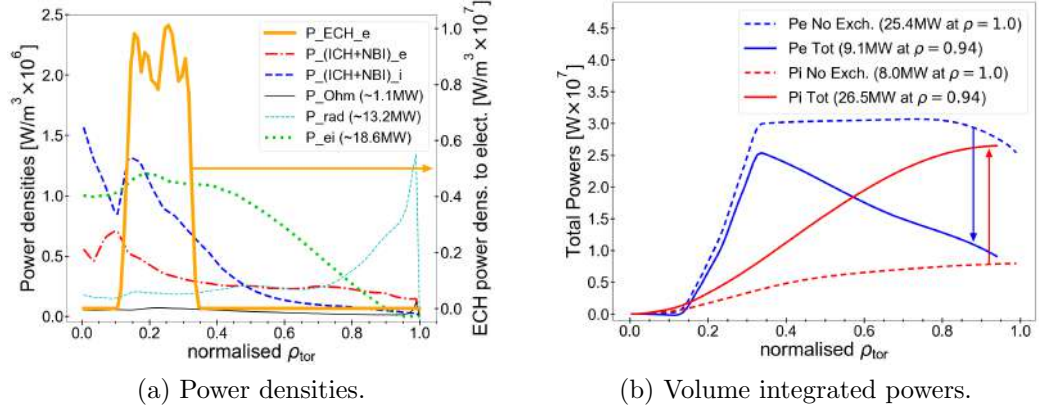 Power densities [W/m³ ×10⁶]
2.5
2.0
1.5
1.0
0.5
0.0
P_ECH_e
P_(ICH+NBI)_e
P_(ICH+NBI)_i
P_Ohm (~1.1MW)
P_rad (~13.2MW)
P_ei (~18.6MW)
1.0
0.8
0.6
0.4
0.2
0.0
ECH power dens. to elect. [W/m³ ×10⁷]
0.0 0.2 0.4 0.6 0.8 1.0
normalised ρtor
(a) Power densities.
Total Powers [W×10⁷]
4.5
4.0
3.5
3.0
2.5
2.0
1.5
1.0
0.5
0.0
Pe No Exch. (25.4MW at ρ = 1.0)
Pe Tot (9.1MW at ρ = 0.94)
Pi No Exch. (8.0MW at ρ = 1.0)
Pi Tot (26.5MW at ρ = 0.94)
0.0 0.2 0.4 0.6 0.8 1.0
normalised ρtor
(b) Volume integrated powers.